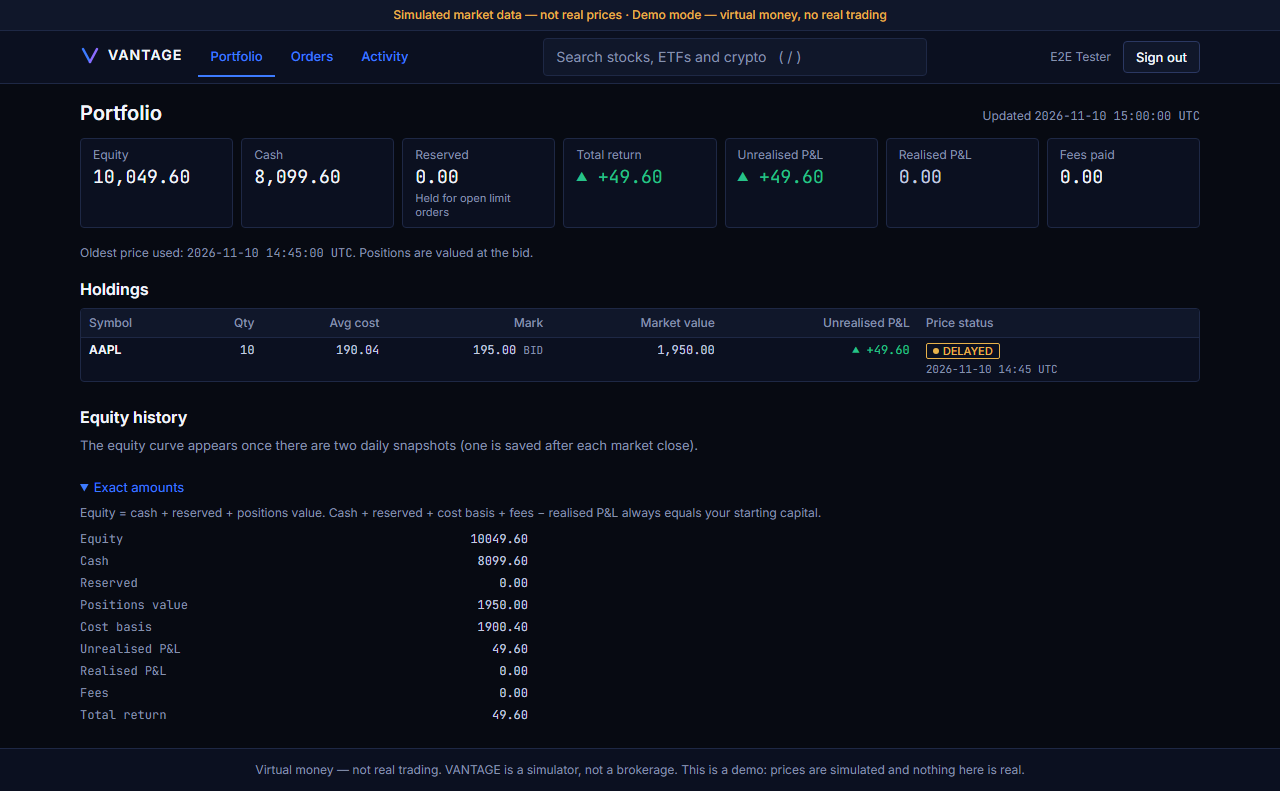 Simulated market data — not real prices · Demo mode — virtual money, no real trading
VANTAGE Portfolio Orders Activity Search stocks, ETFs and crypto ( / ) E2E Tester Sign out
Portfolio Updated 2026-11-10 15:00:00 UTC
Equity Cash Reserved Total return Unrealised P&L Realised P&L Fees paid
10,049.60 8,099.60 0.00 ▲ +49.60 ▲ +49.60 0.00 0.00
Held for open limit
orders
Oldest price used: 2026-11-10 14:45:00 UTC. Positions are valued at the bid.
Holdings
Symbol Qty Avg cost Mark Market value Unrealised P&L Price status
AAPL 10 190.04 195.00 BID 1,950.00 ▲ +49.60 ● DELAYED
2026-11-10 14:45 UTC
Equity history
The equity curve appears once there are two daily snapshots (one is saved after each market close).
▼ Exact amounts
Equity = cash + reserved + positions value. Cash + reserved + cost basis + fees − realised P&L always equals your starting capital.
Equity 10049.60
Cash 8099.60
Reserved 0.00
Positions value 1950.00
Cost basis 1900.40
Unrealised P&L 49.60
Realised P&L 0.00
Fees 0.00
Total return 49.60
Virtual money — not real trading. VANTAGE is a simulator, not a brokerage. This is a demo: prices are simulated and nothing here is real.